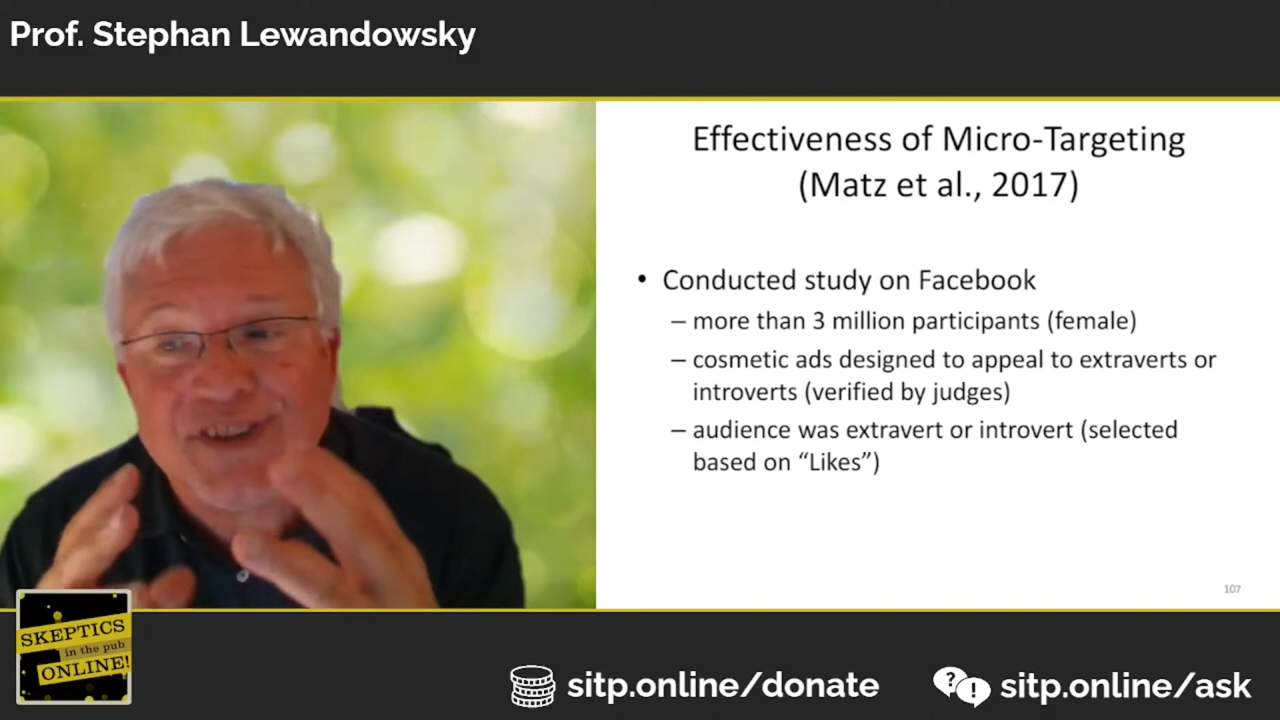 Prof. Stephan Lewandowsky
Effectiveness of Micro-Targeting
(Matz et al., 2017)
• Conducted study on Facebook
– more than 3 million participants (female)
– cosmetic ads designed to appeal to extraverts or
introverts (verified by judges)
– audience was extravert or introvert (selected
based on “Likes”)
107
SKEPTICS
in the pub
ONLINE!
sitp.online/donate
?!
sitp.online/ask